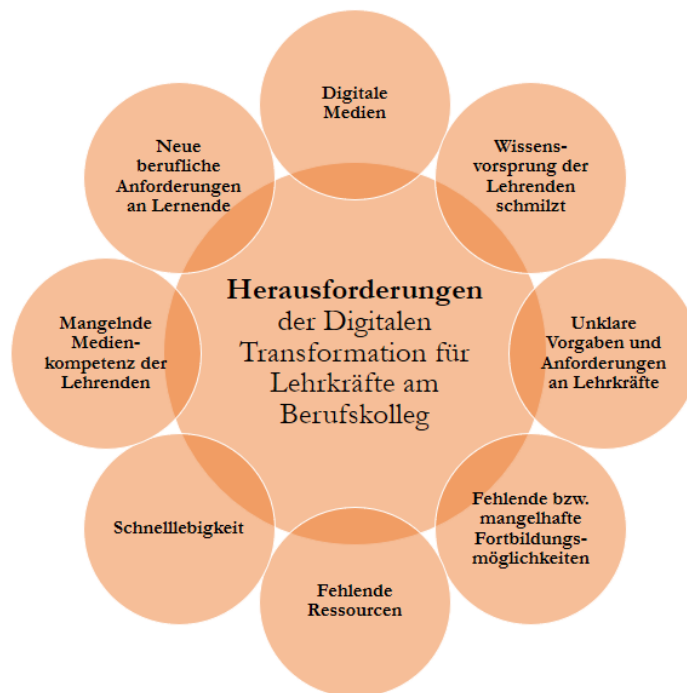 Digitale
Medien
Wissens-
vorsprung der
Lehrenden
schmilzt
Unklare
Vorgaben und
Anforderungen
an Lehrkräfte
Fehlende bzw.
mangelhafte
Fortbildungs-
möglichkeiten
Fehlende
Ressourcen
Schnelllebigkeit
Mangelnde
Medien-
kompetenz der
Lehrenden
Neue
berufliche
Anforderungen
an Lernende
Herausforderungen
der Digitalen
Transformation für
Lehrkräfte am
Berufskolleg